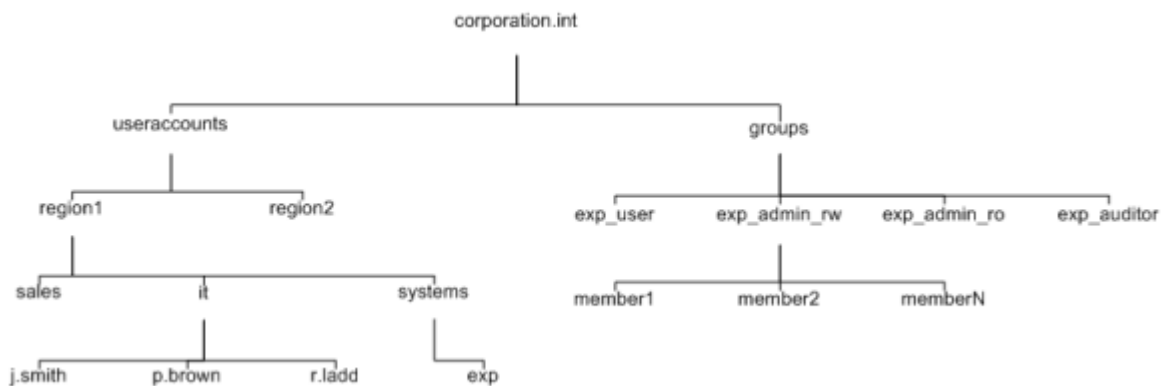 corporation.int
useraccounts groups
region1 region2 exp_user exp_admin_rw exp_admin_ro exp_auditor
sales it systems member1 member2 memberN
j.smith p.brown r.ladd exp